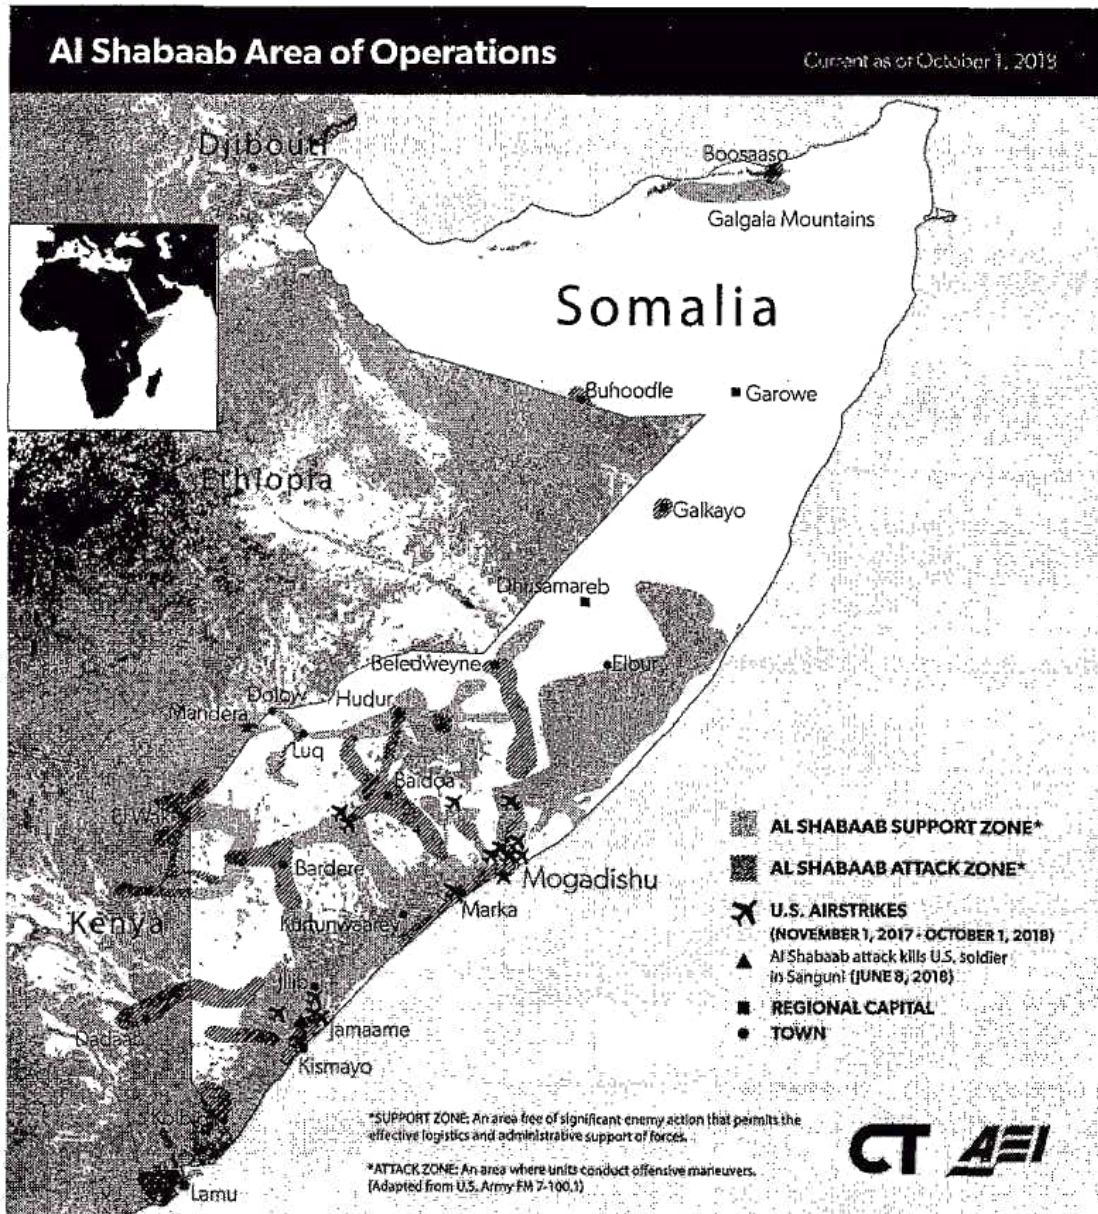 Al Shabaab Area of Operations
Current as of October 1, 2018
Djibouti
Boosaaso
Galgala Mountains
Somalia
Buhoodle
Garowe
Ethiopia
Galkayo
Dhusamareb
Beledweyne
Elbur
Dolow
Hudur
Mandera
Luq
Baidoa
El Wak
AL SHABAAB SUPPORT ZONE*
Bardere
AL SHABAAB ATTACK ZONE*
Mogadishu
Marka
U.S. AIRSTRIKES
(NOVEMBER 1, 2017 - OCTOBER 1, 2018)
Kenya
Kurtunwaarey
Al Shabaab attack kills U.S. soldier
in Sanguni (JUNE 8, 2018)
Jilib
REGIONAL CAPITAL
Jamaame
TOWN
Dadaab
Kismayo
*SUPPORT ZONE: An area free of significant enemy action that permits the
effective logistics and administrative support of forces.
*ATTACK ZONE: An area where units conduct offensive maneuvers.
(Adapted from U.S. Army FM 7-100.1)
CT AEI
Lamu